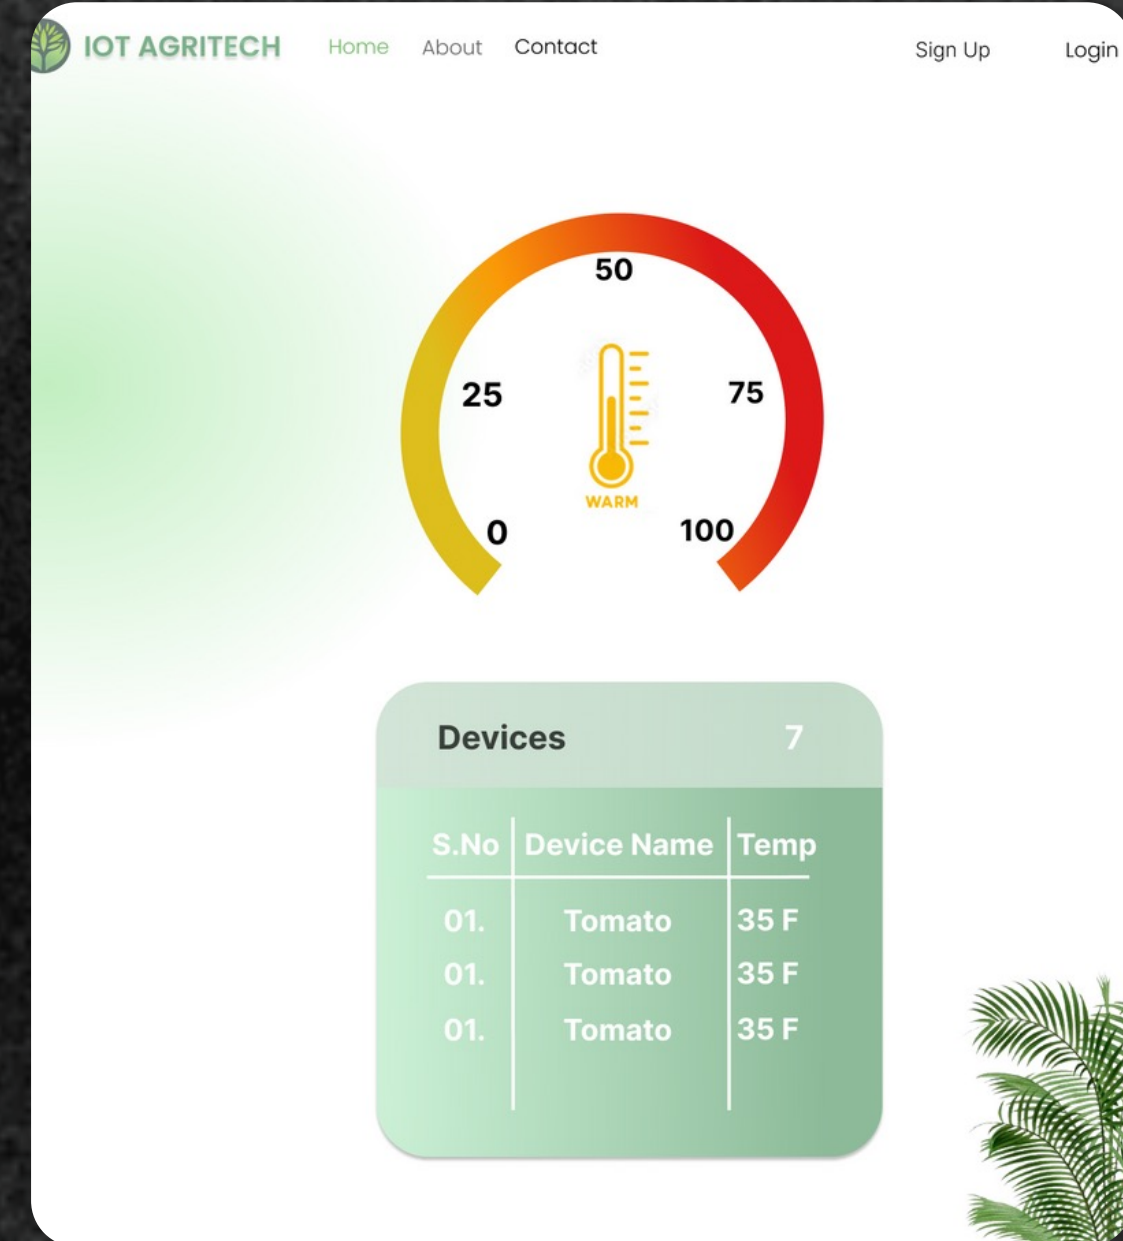 IOT AGRITECH Home About Contact Sign Up Login
50
25 75
WARM
0 100
Devices 7
S.No Device Name Temp
01. Tomato 35 F
01. Tomato 35 F
01. Tomato 35 F